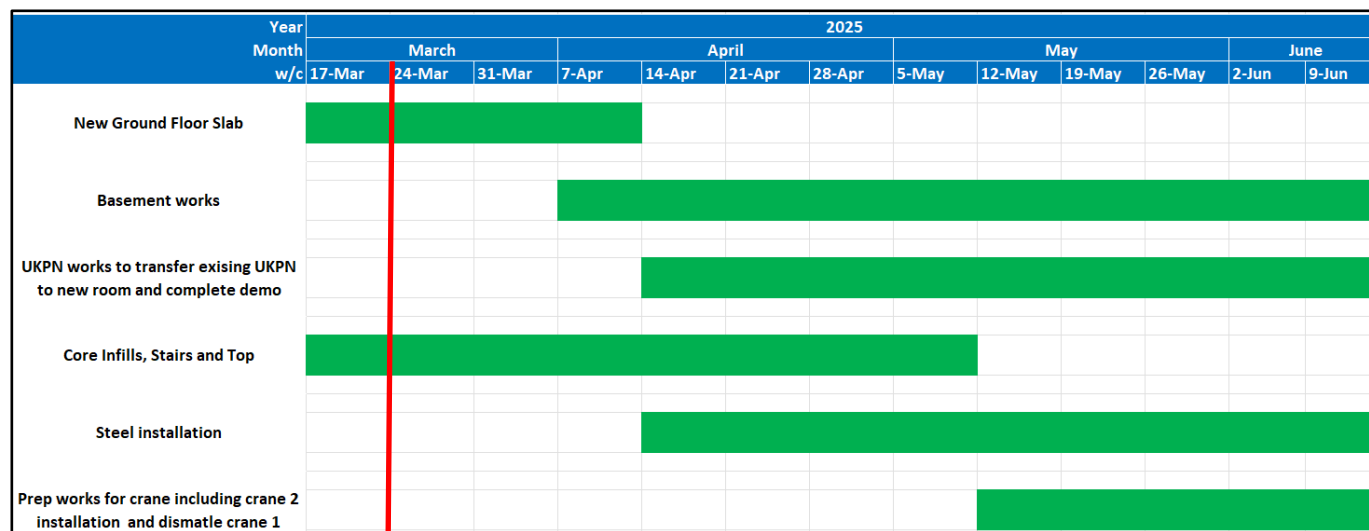 Year 2025
Month March April May June
w/c 17-Mar 24-Mar 31-Mar 7-Apr 14-Apr 21-Apr 28-Apr 5-May 12-May 19-May 26-May 2-Jun 9-Jun
New Ground Floor Slab
Basement works
UKPN works to transfer exising UKPN
to new room and complete demo
Core Infills, Stairs and Top
Steel installation
Prep works for crane including crane 2
installation and dismatle crane 1